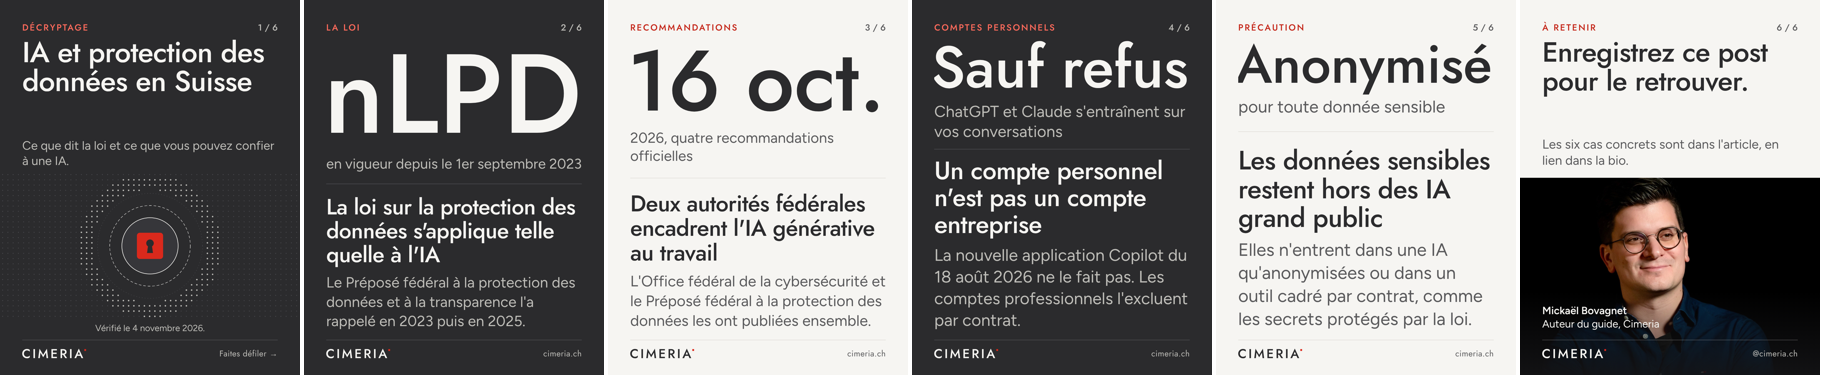 DÉCRYPTAGE
1 / 6
IA et protection des
données en Suisse
Ce que dit la loi et ce que vous pouvez confier
à une IA.
Vérifié le 4 novembre 2026.
CIMERIA
Faites défiler →
LA LOI
2 / 6
nLPD
en vigueur depuis le 1er septembre 2023
La loi sur la protection des
données s'applique telle
quelle à l'IA
Le Préposé fédéral à la protection des
données et à la transparence l'a
rappelé en 2023 puis en 2025.
CIMERIA
cimeria.ch
RECOMMANDATIONS
3 / 6
16 oct.
2026, quatre recommandations
officielles
Deux autorités fédérales
encadrent l'IA générative
au travail
L'Office fédéral de la cybersécurité et
le Préposé fédéral à la protection des
données les ont publiées ensemble.
CIMERIA
cimeria.ch
COMPTES PERSONNELS
4 / 6
Sauf refus
ChatGPT et Claude s'entraînent sur
vos conversations
Un compte personnel
n'est pas un compte
entreprise
La nouvelle application Copilot du
18 août 2026 ne le fait pas. Les
comptes professionnels l'excluent
par contrat.
CIMERIA
cimeria.ch
PRÉCAUTION
5 / 6
Anonymisé
pour toute donnée sensible
Les données sensibles
restent hors des IA
grand public
Elles n'entrent dans une IA
qu'anonymisées ou dans un
outil cadré par contrat, comme
les secrets protégés par la loi.
CIMERIA
cimeria.ch
À RETENIR
6 / 6
Enregistrez ce post
pour le retrouver.
Les six cas concrets sont dans l'article, en
lien dans la bio.
Mickaël Bovagnet
Auteur du guide, Cimeria
CIMERIA
@cimeria.ch